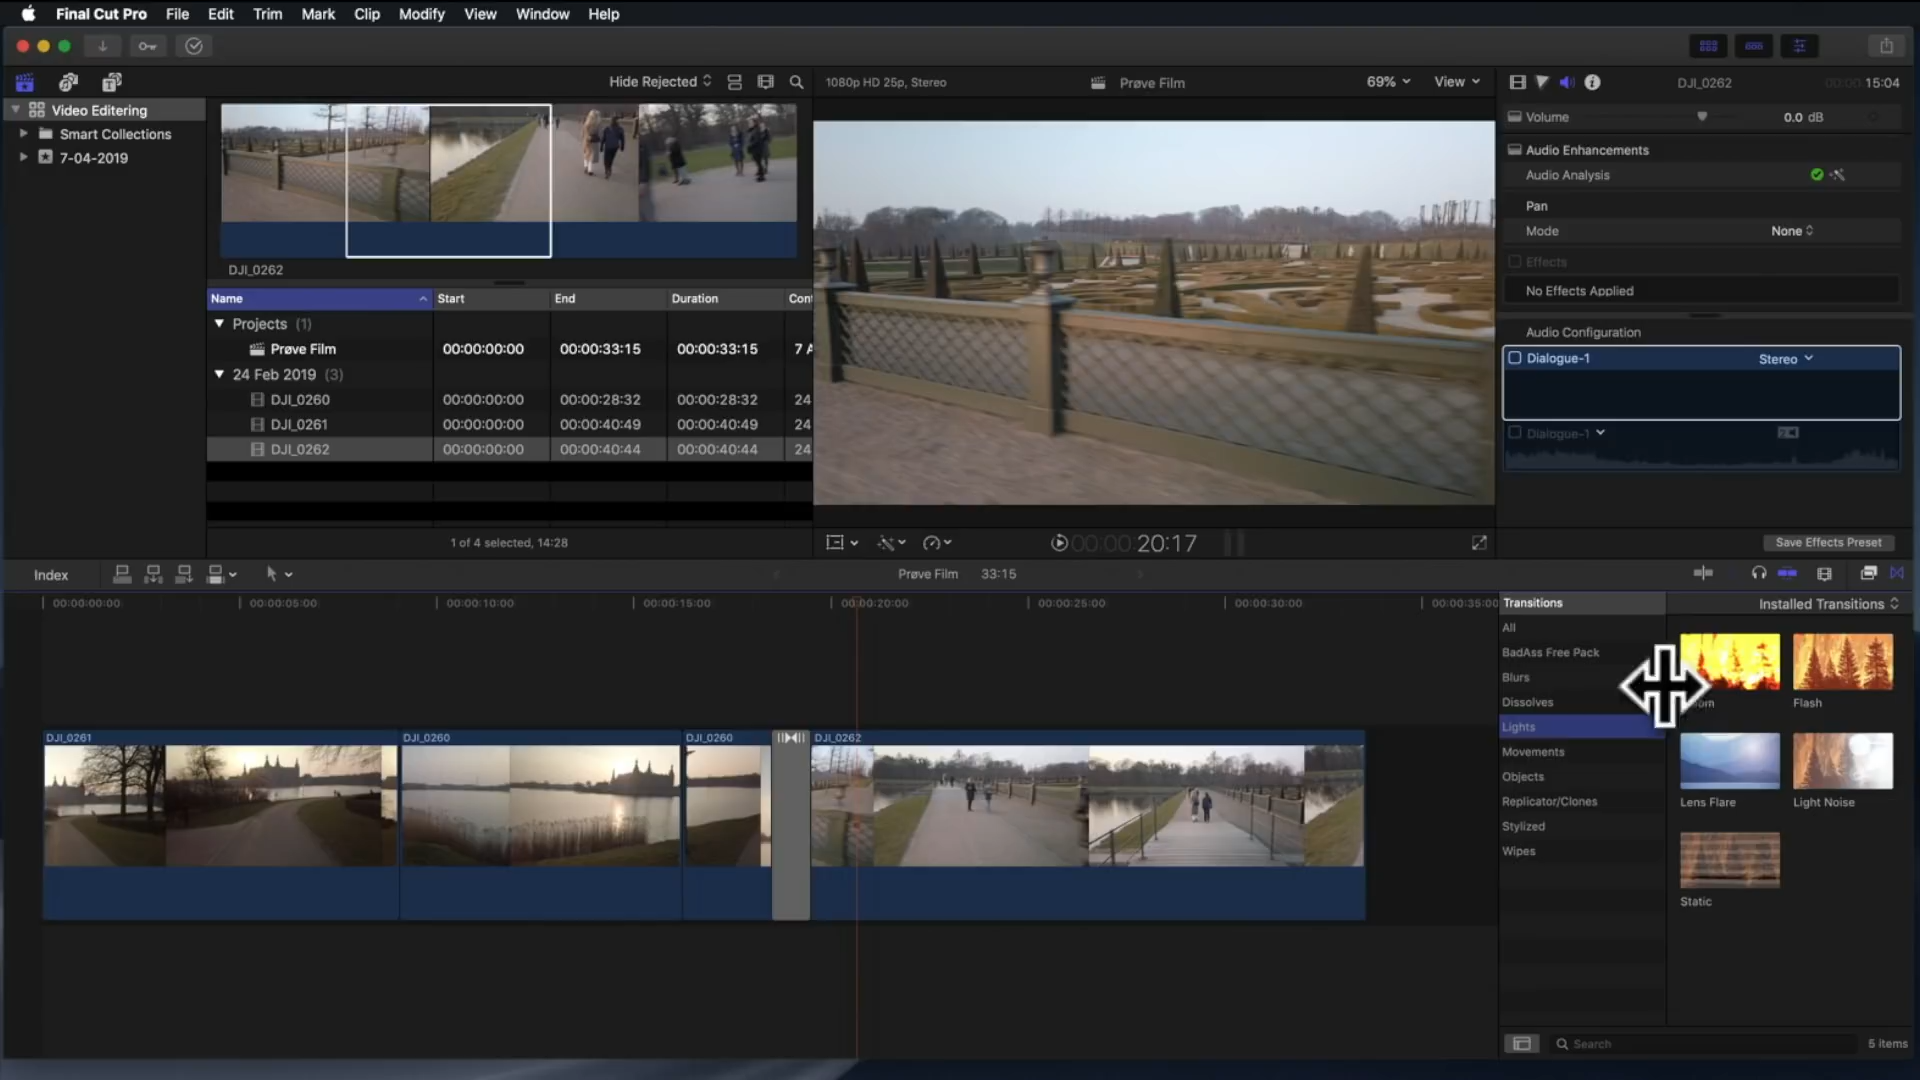 Final Cut Pro File Edit Trim Mark Clip Modify View Window Help
Hide Rejected
1080p HD 25p, Stereo
Prøve Film
69%
View
DJI_0262
00:00:15:04
Video Editering
Smart Collections
7-04-2019
DJI_0262
Name Start End Duration Con
Projects (1)
Prøve Film 00:00:00:00 00:00:33:15 00:00:33:15 7 A
24 Feb 2019 (3)
DJI_0260 00:00:00:00 00:00:28:32 00:00:28:32 24
DJI_0261 00:00:00:00 00:00:40:49 00:00:40:49 24
DJI_0262 00:00:00:00 00:00:40:44 00:00:40:44 24
1 of 4 selected, 14:28
00:00:20:17
Volume 0.0 dB
Audio Enhancements
Audio Analysis
Pan
Mode None
Effects
No Effects Applied
Audio Configuration
Dialogue-1 Stereo
Dialogue-1
Save Effects Preset
Index
Prøve Film 33:15
00:00:00:00 00:00:05:00 00:00:10:00 00:00:15:00 00:00:20:00 00:00:25:00 00:00:30:00 00:00:35:00
DJI_0261 DJI_0260 DJI_0260 DJI_0262
Transitions
All
BadAss Free Pack
Blurs
Dissolves
Lights
Movements
Objects
Replicator/Clones
Stylized
Wipes
Installed Transitions
Flash
Lens Flare
Light Noise
Static
Search
5 items